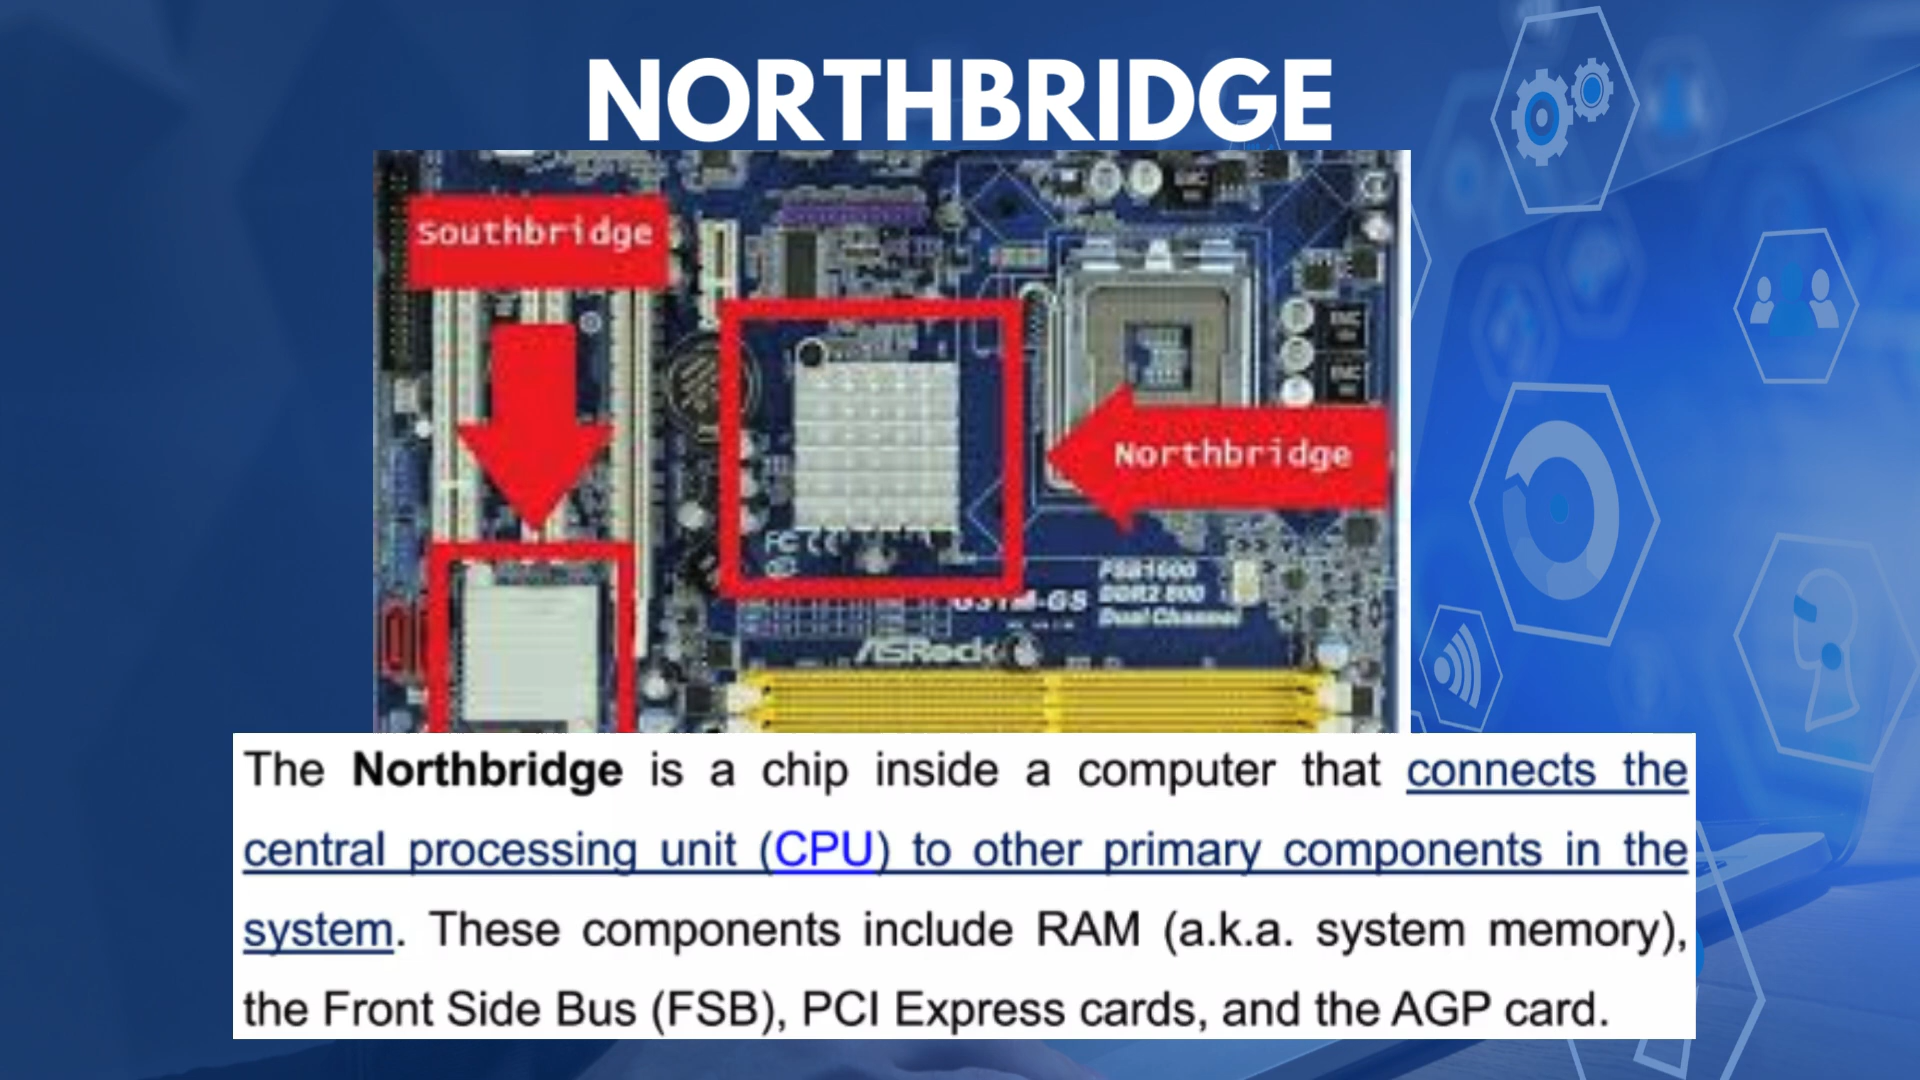 NORTHBRIDGE
Southbridge
Northbridge
FSB1600
G31M-GS DDR2 800
Dual Channel
ASRock
The Northbridge is a chip inside a computer that connects the
central processing unit (CPU) to other primary components in the
system. These components include RAM (a.k.a. system memory),
the Front Side Bus (FSB), PCI Express cards, and the AGP card.